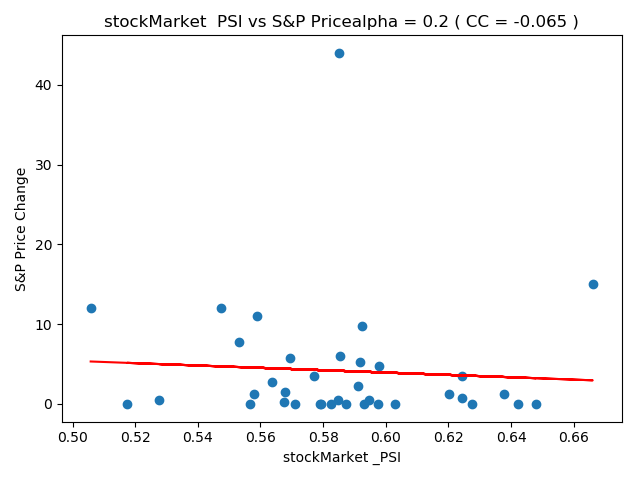 stockMarket  PSI vs S&P Pricealpha = 0.2 ( CC = -0.065 )
S&P Price Change
40
30
20
10
0
0.50 0.52 0.54 0.56 0.58 0.60 0.62 0.64 0.66
stockMarket _PSI